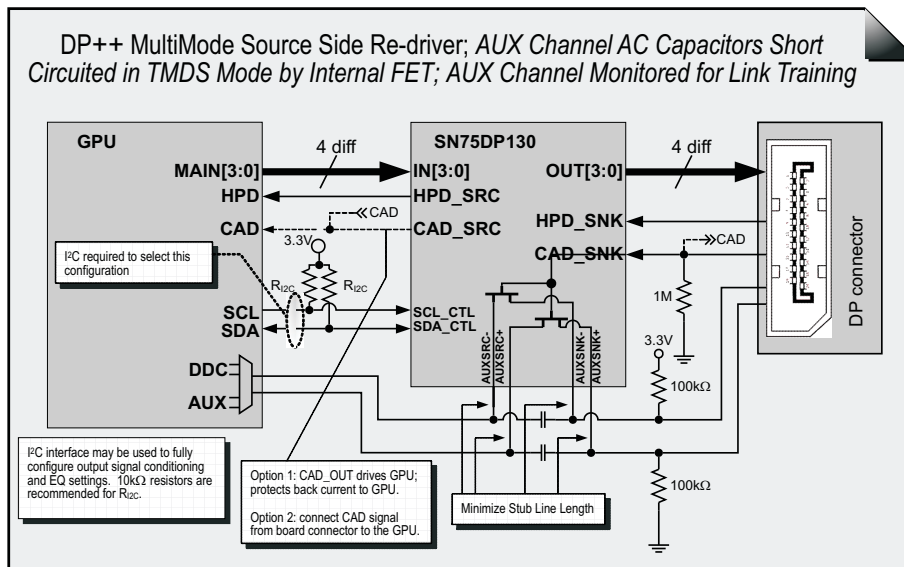 DP++ MultiMode Source Side Re-driver; AUX Channel AC Capacitors Short
Circuited in TMDS Mode by Internal FET; AUX Channel Monitored for Link Training
GPU
SN75DP130
4 diff
4 diff
MAIN[3:0]
IN[3:0]
OUT[3:0]
HPD
HPD_SRC
HPD_SNK
CAD
CAD
CAD_SRC
CAD
CAD_SNK
3.3V
I²C required to select this
configuration
RI2C
RI2C
1M
DP connector
SCL
SDA
SCL_CTL
SDA_CTL
AUXSRC-
AUXSRC+
AUXSNK-
AUXSNK+
3.3V
DDC
AUX
100kΩ
100kΩ
I²C interface may be used to fully
configure output signal conditioning
and EQ settings. 10kΩ resistors are
recommended for RI2C.
Option 1: CAD_OUT drives GPU;
protects back current to GPU.
Option 2: connect CAD signal
from board connector to the GPU.
Minimize Stub Line Length